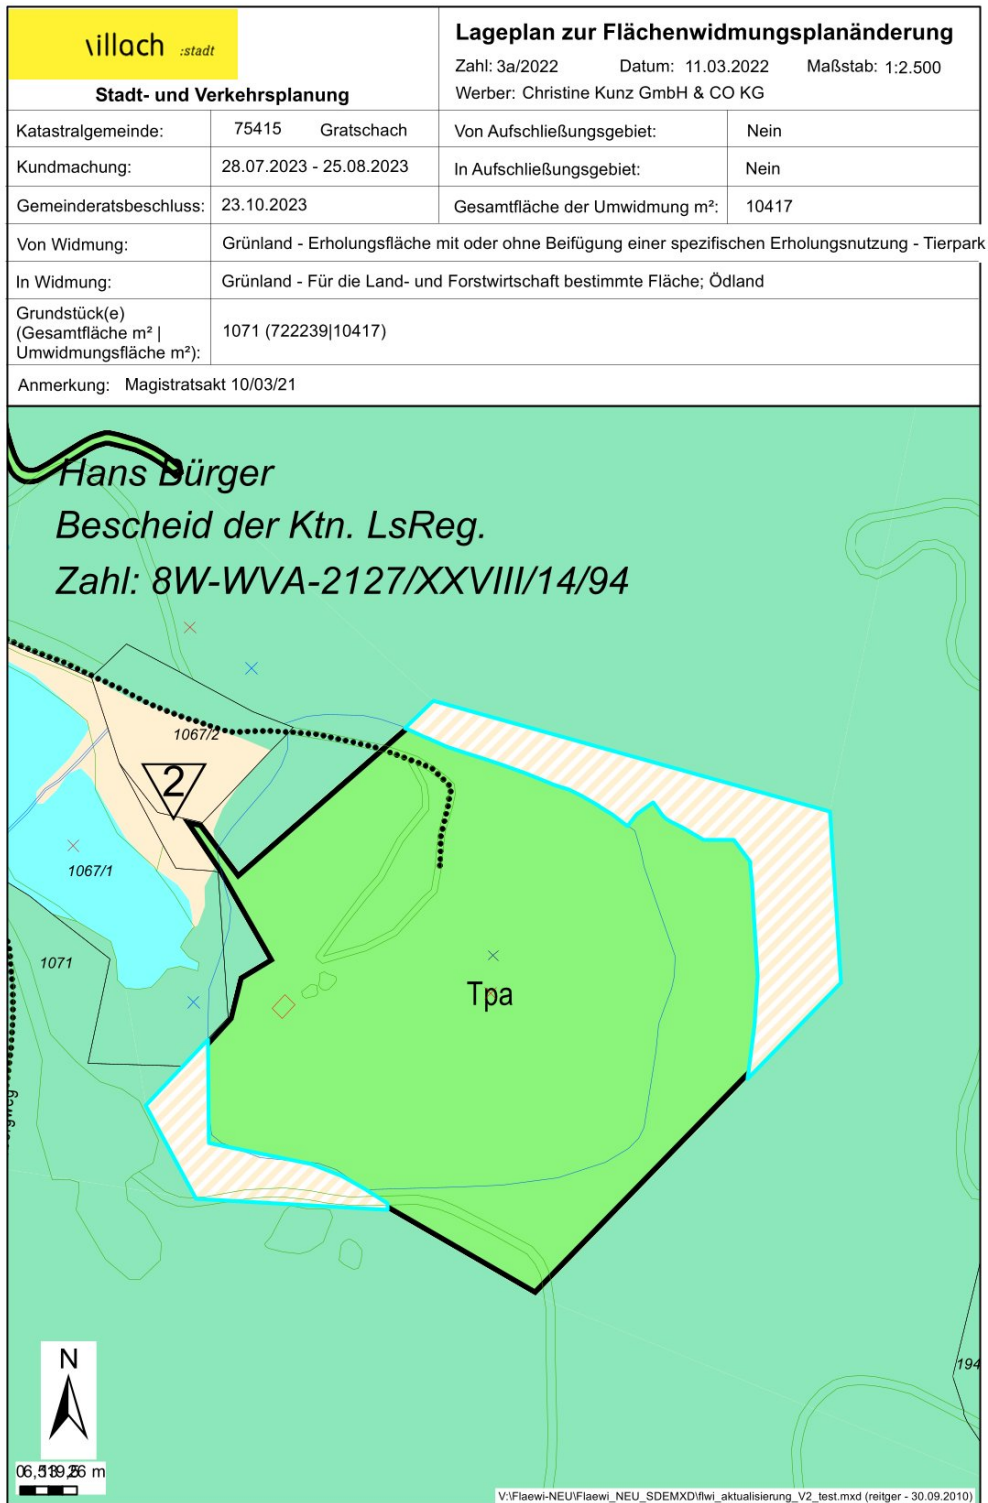 villach :stadt
Stadt- und Verkehrsplanung
Lageplan zur Flächenwidmungsplanänderung
Zahl: 3a/2022 Datum: 11.03.2022 Maßstab: 1:2.500
Werber: Christine Kunz GmbH & CO KG
Katastralgemeinde: 75415 Gratschach Von Aufschließungsgebiet: Nein
Kundmachung: 28.07.2023 - 25.08.2023 In Aufschließungsgebiet: Nein
Gemeinderatsbeschluss: 23.10.2023 Gesamtfläche der Umwidmung m²: 10417
Von Widmung: Grünland - Erholungsfläche mit oder ohne Beifügung einer spezifischen Erholungsnutzung - Tierpark
In Widmung: Grünland - Für die Land- und Forstwirtschaft bestimmte Fläche; Ödland
Grundstück(e)
(Gesamtfläche m² | 1071 (722239|10417)
Umwidmungsfläche m²):
Anmerkung: Magistratsakt 10/03/21
Hans Bürger
Bescheid der Ktn. LsReg.
Zahl: 8W-WVA-2127/XXVIII/14/94
1067/2
2
1067/1
1071
Tpa
194
N
m
V:\Flaewi-NEU\Flaewi_NEU_SDEMXD\flwi_aktualisierung_V2_test.mxd (reitger - 30.09.2010)